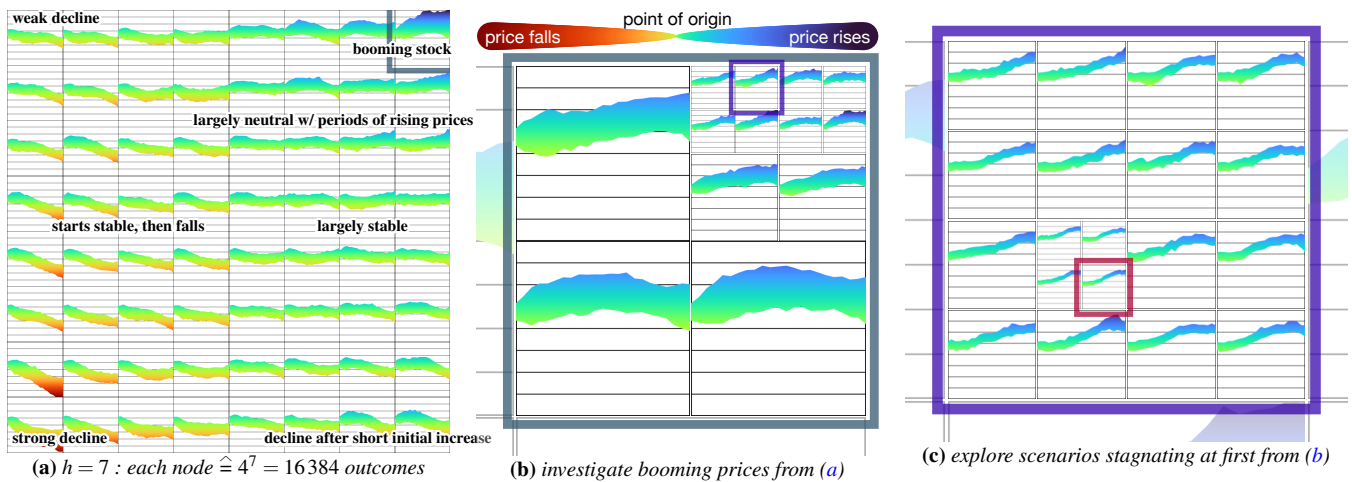 weak decline
booming stock
largely neutral w/ periods of rising prices
starts stable, then falls
largely stable
strong decline
decline after short initial increase
(a) h = 7 : each node ≙ 4⁷ = 16 384 outcomes
point of origin
price falls
price rises
(b) investigate booming prices from (a)
(c) explore scenarios stagnating at first from (b)